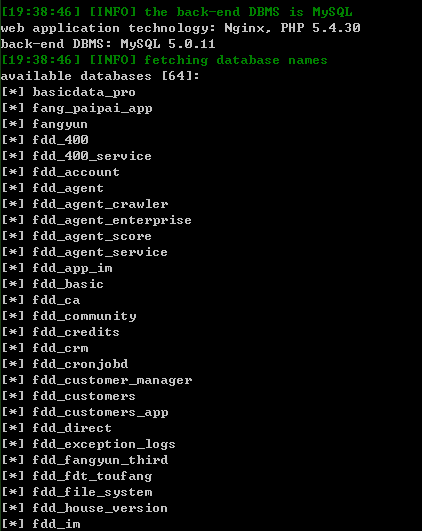 [19:38:46] [INFO] the back-end DBMS is MySQL
web application technology: Nginx, PHP 5.4.30
back-end DBMS: MySQL 5.0.11
[19:38:46] [INFO] fetching database names
available databases [64]:
[*] basicdata_pro
[*] fang_paipai_app
[*] fangyun
[*] fdd_400
[*] fdd_400_service
[*] fdd_account
[*] fdd_agent
[*] fdd_agent_crawler
[*] fdd_agent_enterprise
[*] fdd_agent_score
[*] fdd_agent_service
[*] fdd_app_im
[*] fdd_basic
[*] fdd_ca
[*] fdd_community
[*] fdd_credits
[*] fdd_crm
[*] fdd_cronjobd
[*] fdd_customer_manager
[*] fdd_customers
[*] fdd_customers_app
[*] fdd_direct
[*] fdd_exception_logs
[*] fdd_fangyun_third
[*] fdd_fdt_toufang
[*] fdd_file_system
[*] fdd_house_version
[*] fdd_im